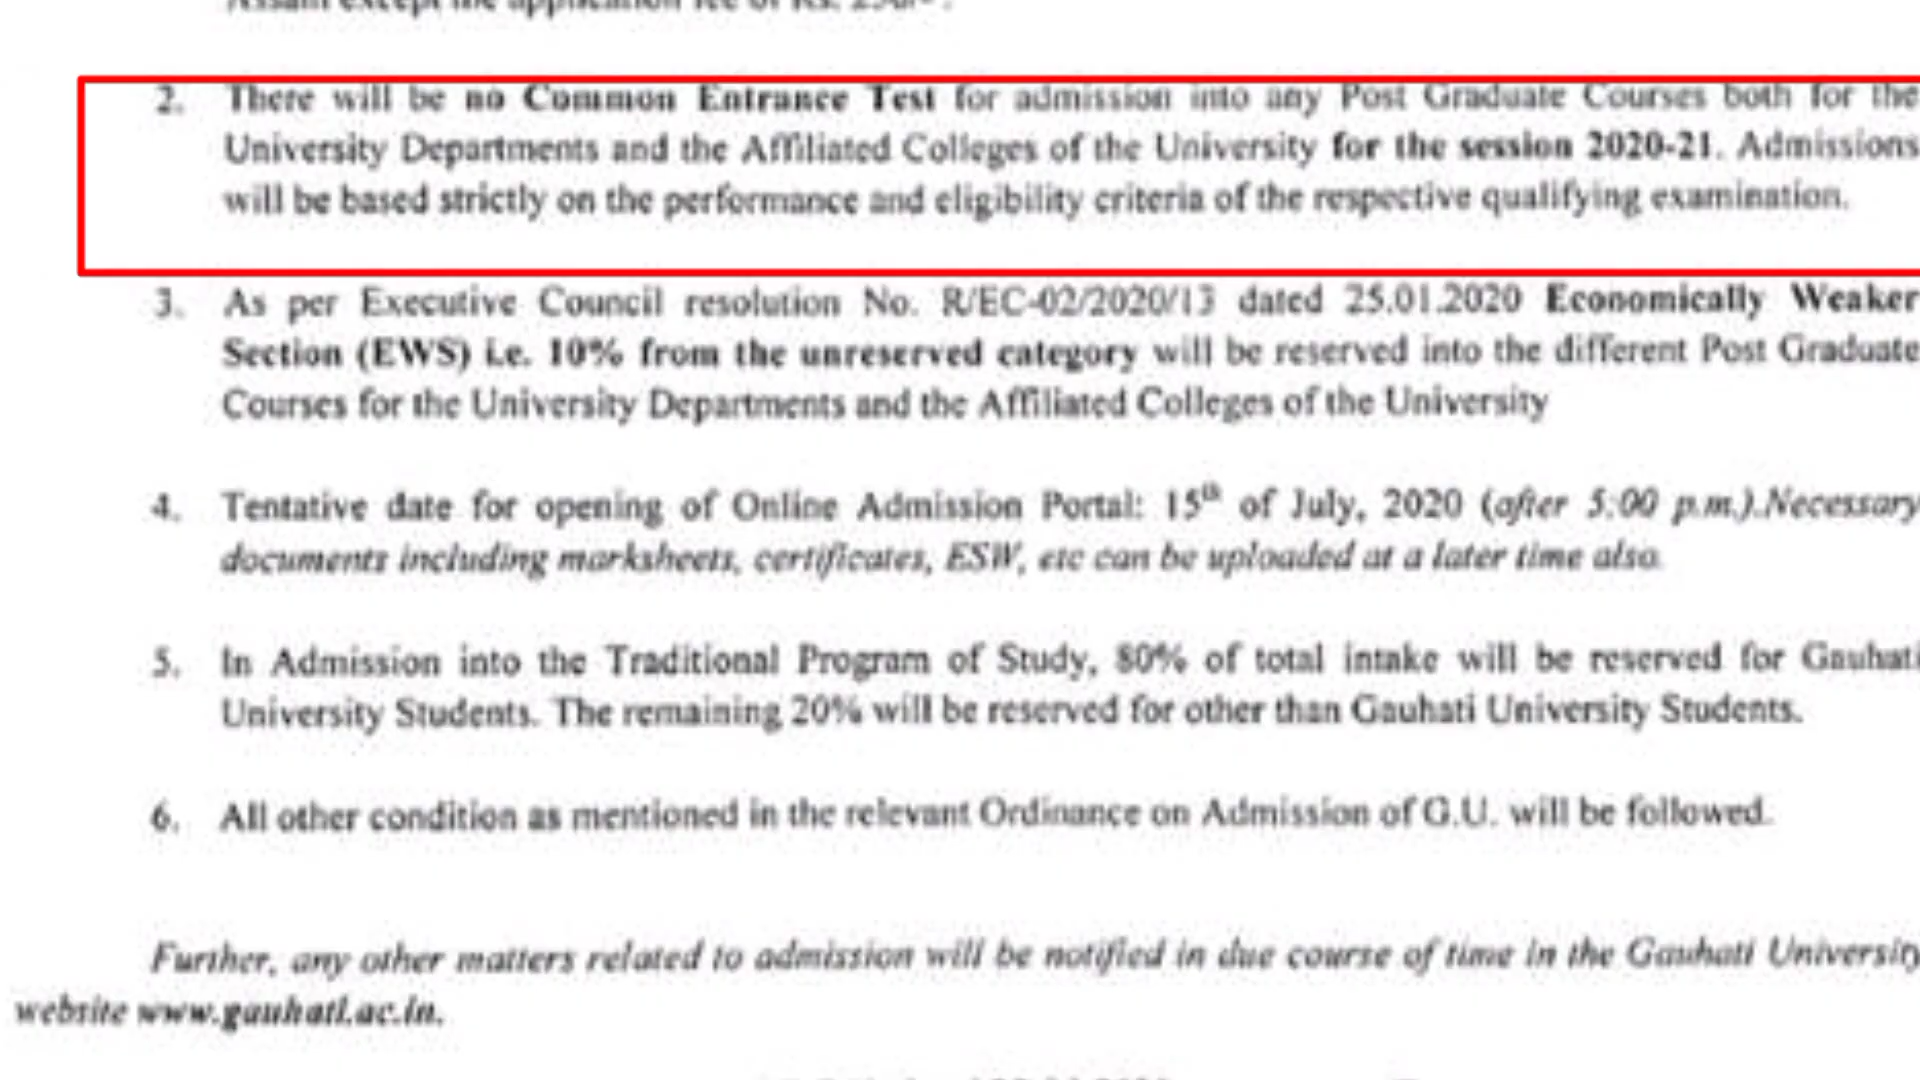 Assam except the application fee of Rs.
2. There will be no Common Entrance Test for admission into any Post Graduate Courses both for the
University Departments and the Affiliated Colleges of the University for the session 2020-21. Admissions
will be based strictly on the performance and eligibility criteria of the respective qualifying examination.
3. As per Executive Council resolution No. R/EC-02/2020/13 dated 25.01.2020 Economically Weaker
Section (EWS) i.e. 10% from the unreserved category will be reserved into the different Post Graduate
Courses for the University Departments and the Affiliated Colleges of the University
4. Tentative date for opening of Online Admission Portal: 15th of July, 2020 (after 5:00 p.m.).Necessary
documents including marksheets, certificates, ESW, etc can be uploaded at a later time also.
5. In Admission into the Traditional Program of Study, 80% of total intake will be reserved for Gauhati
University Students. The remaining 20% will be reserved for other than Gauhati University Students.
6. All other condition as mentioned in the relevant Ordinance on Admission of G.U. will be followed.
Further, any other matters related to admission will be notified in due course of time in the Gauhati University
website www.gauhati.ac.in.